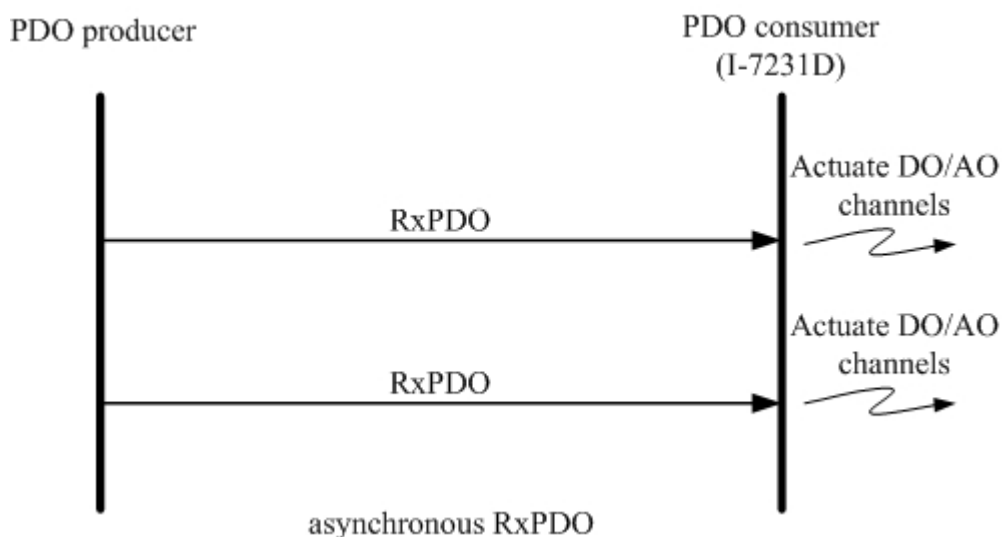 PDO producer
PDO consumer
(I-7231D)
Actuate DO/AO
channels
RxPDO
Actuate DO/AO
channels
RxPDO
asynchronous RxPDO